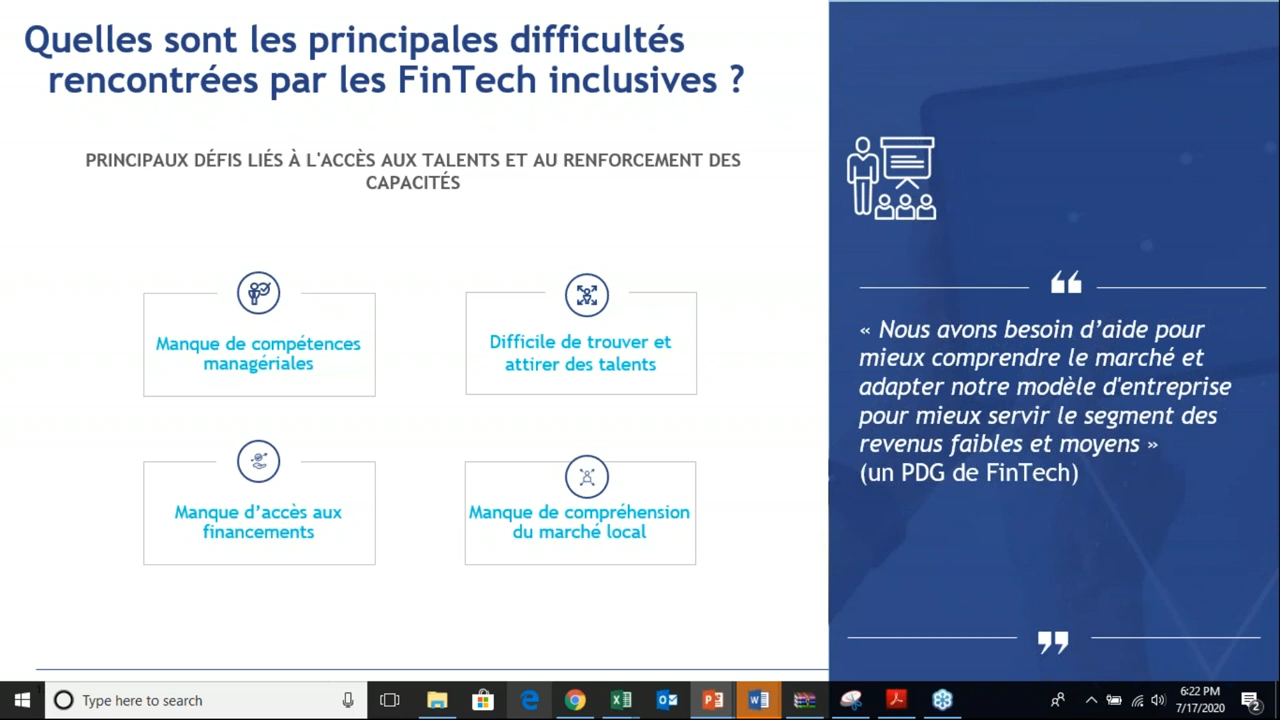 Quelles sont les principales difficultés
rencontrées par les FinTech inclusives ?
PRINCIPAUX DÉFIS LIÉS À L'ACCÈS AUX TALENTS ET AU RENFORCEMENT DES
CAPACITÉS
Manque de compétences
managériales
Difficile de trouver et
attirer des talents
Manque d’accès aux
financements
Manque de compréhension
du marché local
“
« Nous avons besoin d’aide pour
mieux comprendre le marché et
adapter notre modèle d'entreprise
pour mieux servir le segment des
revenus faibles et moyens »
(un PDG de FinTech)
”
Type here to search
6:22 PM
7/17/2020
2